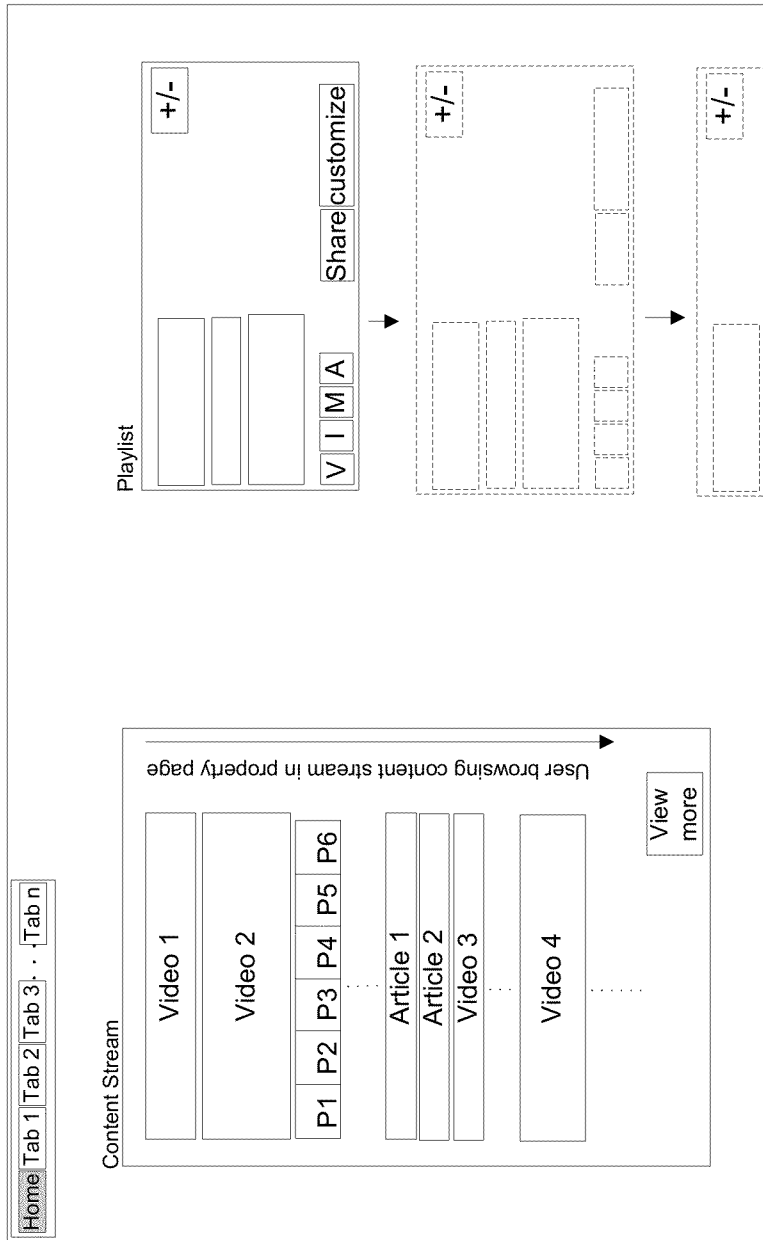 Home Tab 1 Tab 2 Tab 3 . . . Tab n
Content Stream
Video 1
Video 2
P1 P2 P3 P4 P5 P6
. . . . .
Article 1
Article 2
Video 3
. . . . .
Video 4
. . . . . .
View
more
User browsing content stream in property page
Playlist
+/-
V I M A
Share customize
+/-
+/-